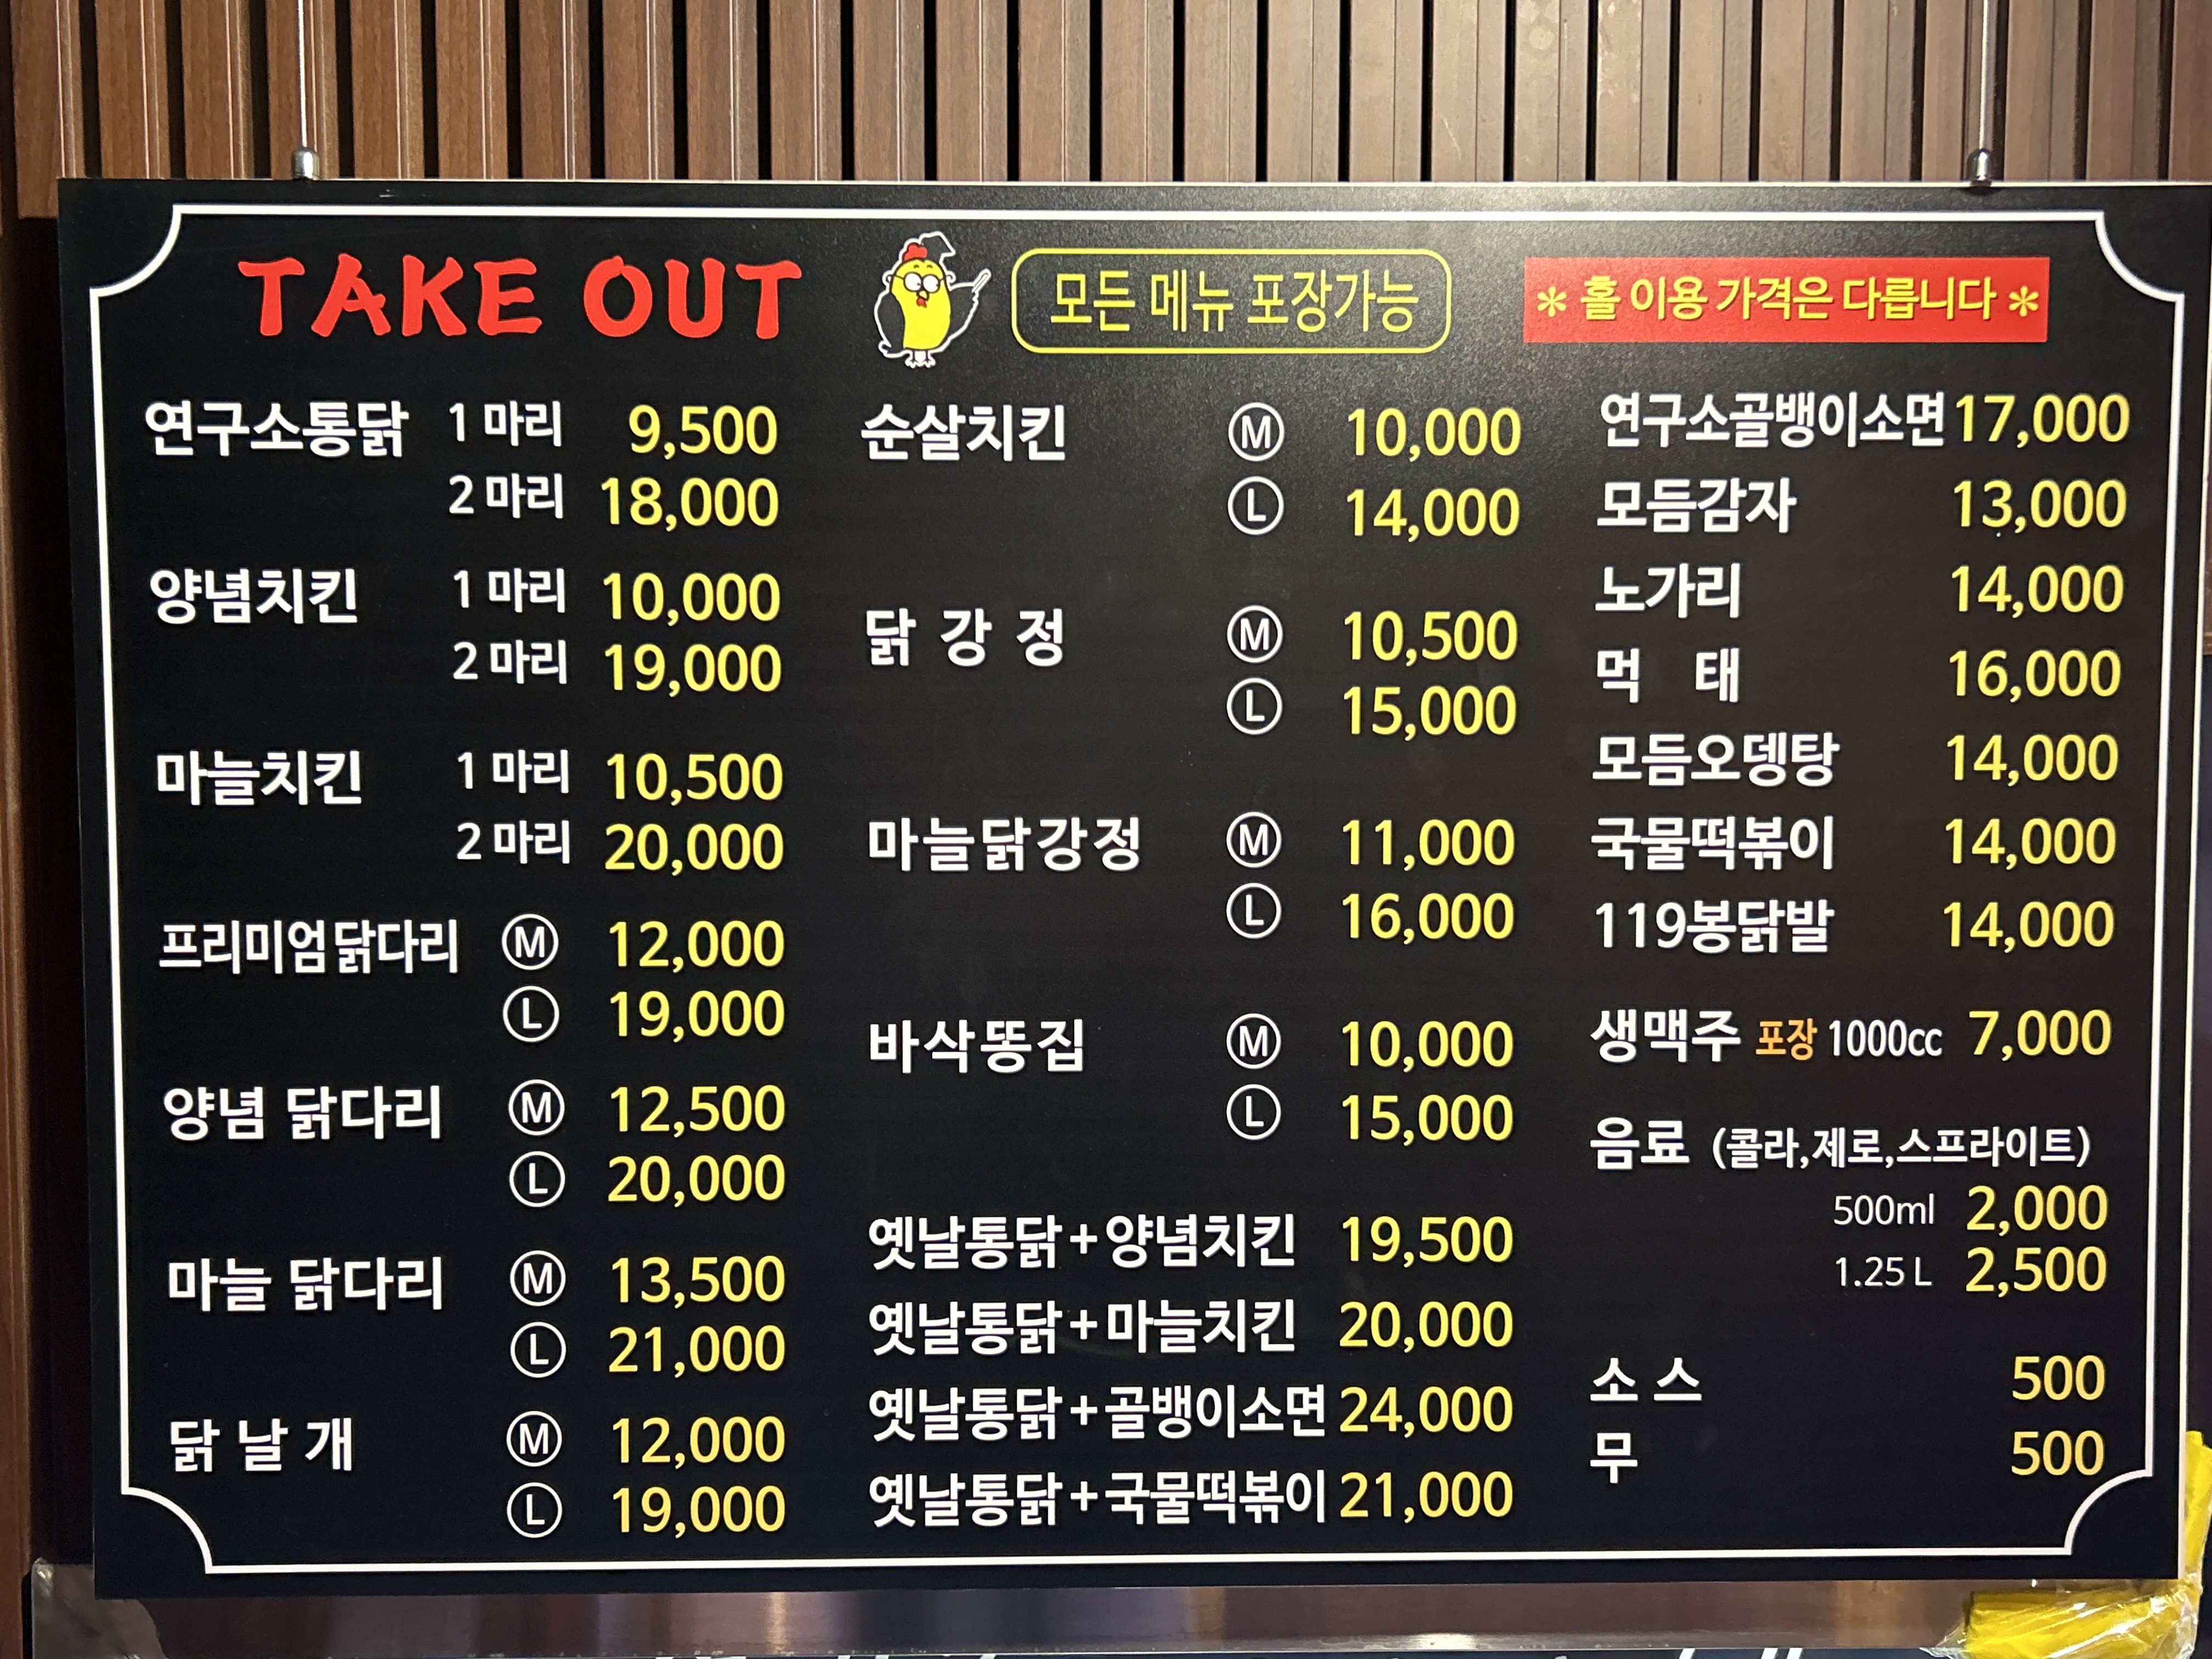 TAKE OUT
모든 메뉴 포장가능
* 홀 이용 가격은 다릅니다 *
연구소통닭 1 마리 9,500
2 마리 18,000
양념치킨 1 마리 10,000
2 마리 19,000
마늘치킨 1 마리 10,500
2 마리 20,000
프리미엄닭다리 Ⓜ 12,000
Ⓛ 19,000
양념 닭다리 Ⓜ 12,500
Ⓛ 20,000
마늘 닭다리 Ⓜ 13,500
Ⓛ 21,000
닭 날 개 Ⓜ 12,000
Ⓛ 19,000
순살치킨 Ⓜ 10,000
Ⓛ 14,000
닭 강 정 Ⓜ 10,500
Ⓛ 15,000
마늘닭강정 Ⓜ 11,000
Ⓛ 16,000
바삭똥집 Ⓜ 10,000
Ⓛ 15,000
옛날통닭+양념치킨 19,500
옛날통닭+마늘치킨 20,000
옛날통닭+골뱅이소면 24,000
옛날통닭+국물떡볶이 21,000
연구소골뱅이소면 17,000
모듬감자 13,000
노가리 14,000
먹 태 16,000
모듬오뎅탕 14,000
국물떡볶이 14,000
119봉닭발 14,000
생맥주 포장 1000cc 7,000
음료 (콜라,제로,스프라이트)
500ml 2,000
1.25 L 2,500
소 스 500
무 500